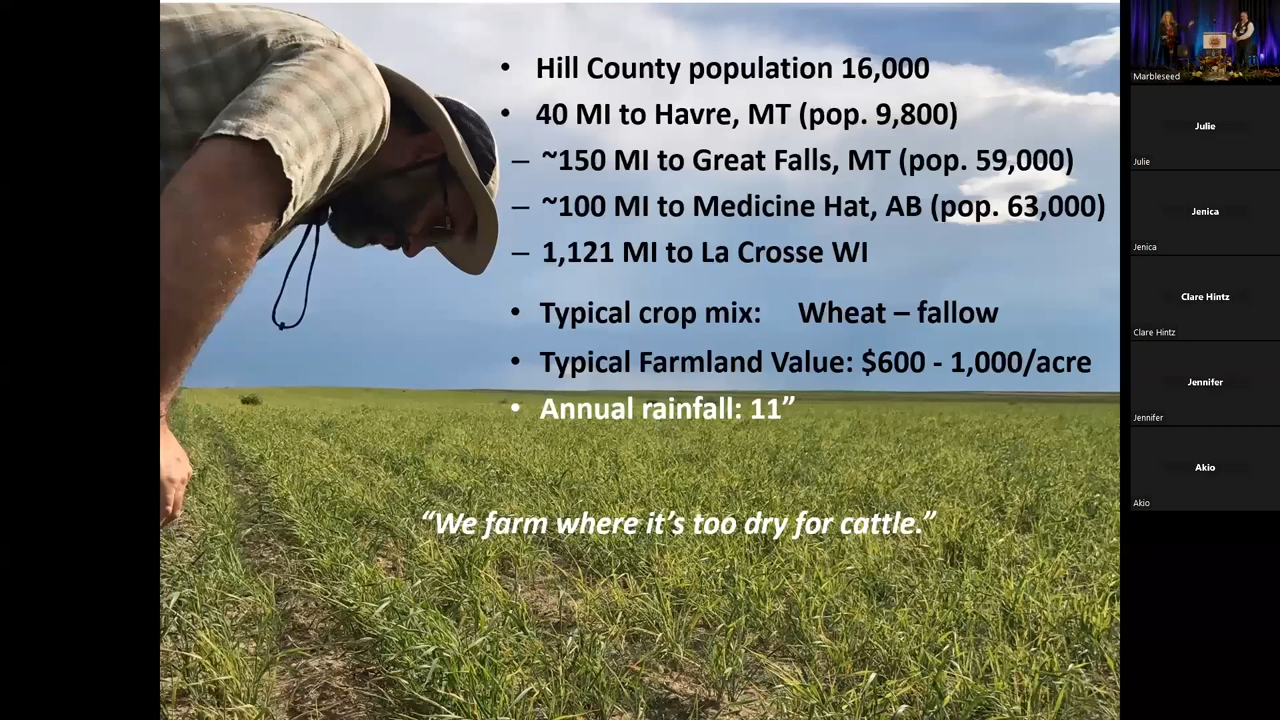 • Hill County population 16,000
• 40 MI to Havre, MT (pop. 9,800)
– ~150 MI to Great Falls, MT (pop. 59,000)
– ~100 MI to Medicine Hat, AB (pop. 63,000)
– 1,121 MI to La Crosse WI
• Typical crop mix: Wheat – fallow
• Typical Farmland Value: $600 - 1,000/acre
• Annual rainfall: 11”
“We farm where it’s too dry for cattle.”
Marbleseed
Julie
Julie
Jenica
Jenica
Clare Hintz
Clare Hintz
Jennifer
Jennifer
Akio
Akio